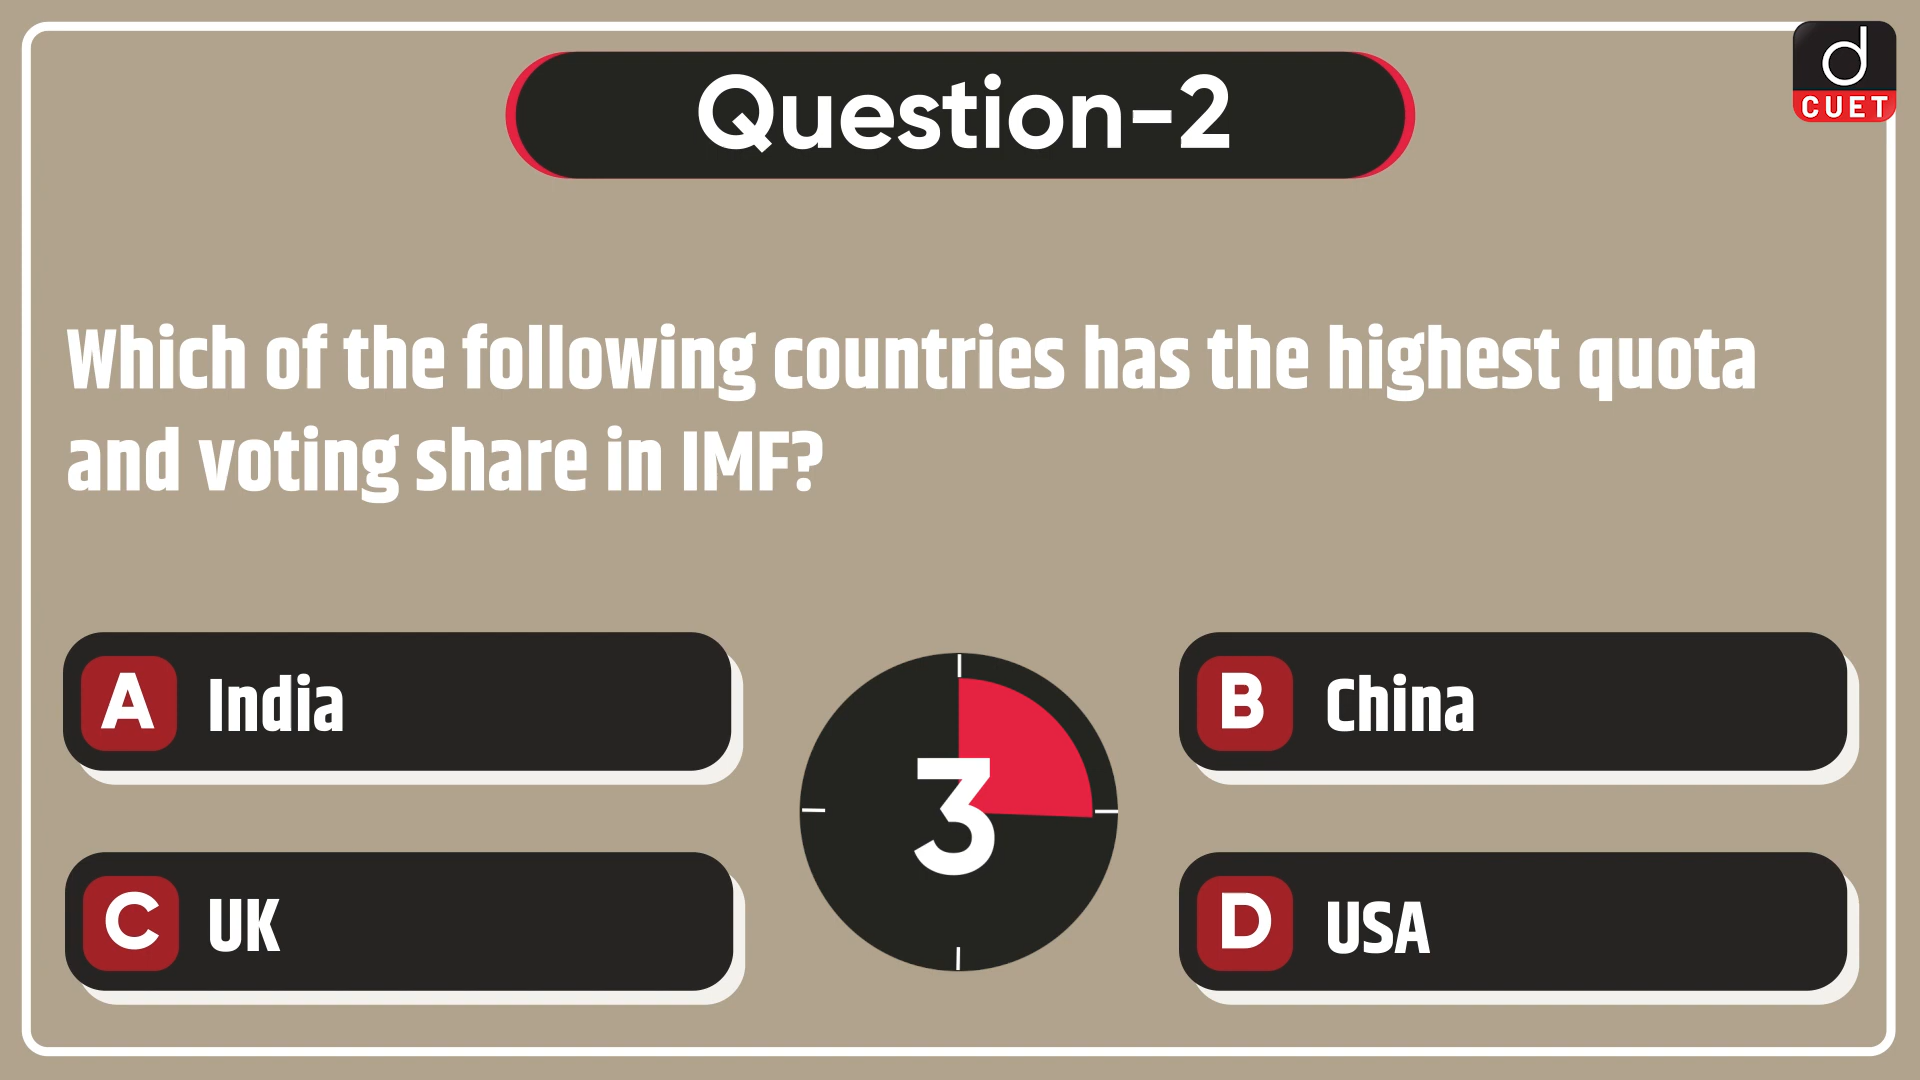 Question-2
d
CUET
Which of the following countries has the highest quota
and voting share in IMF?
A India
B China
3
C UK
D USA